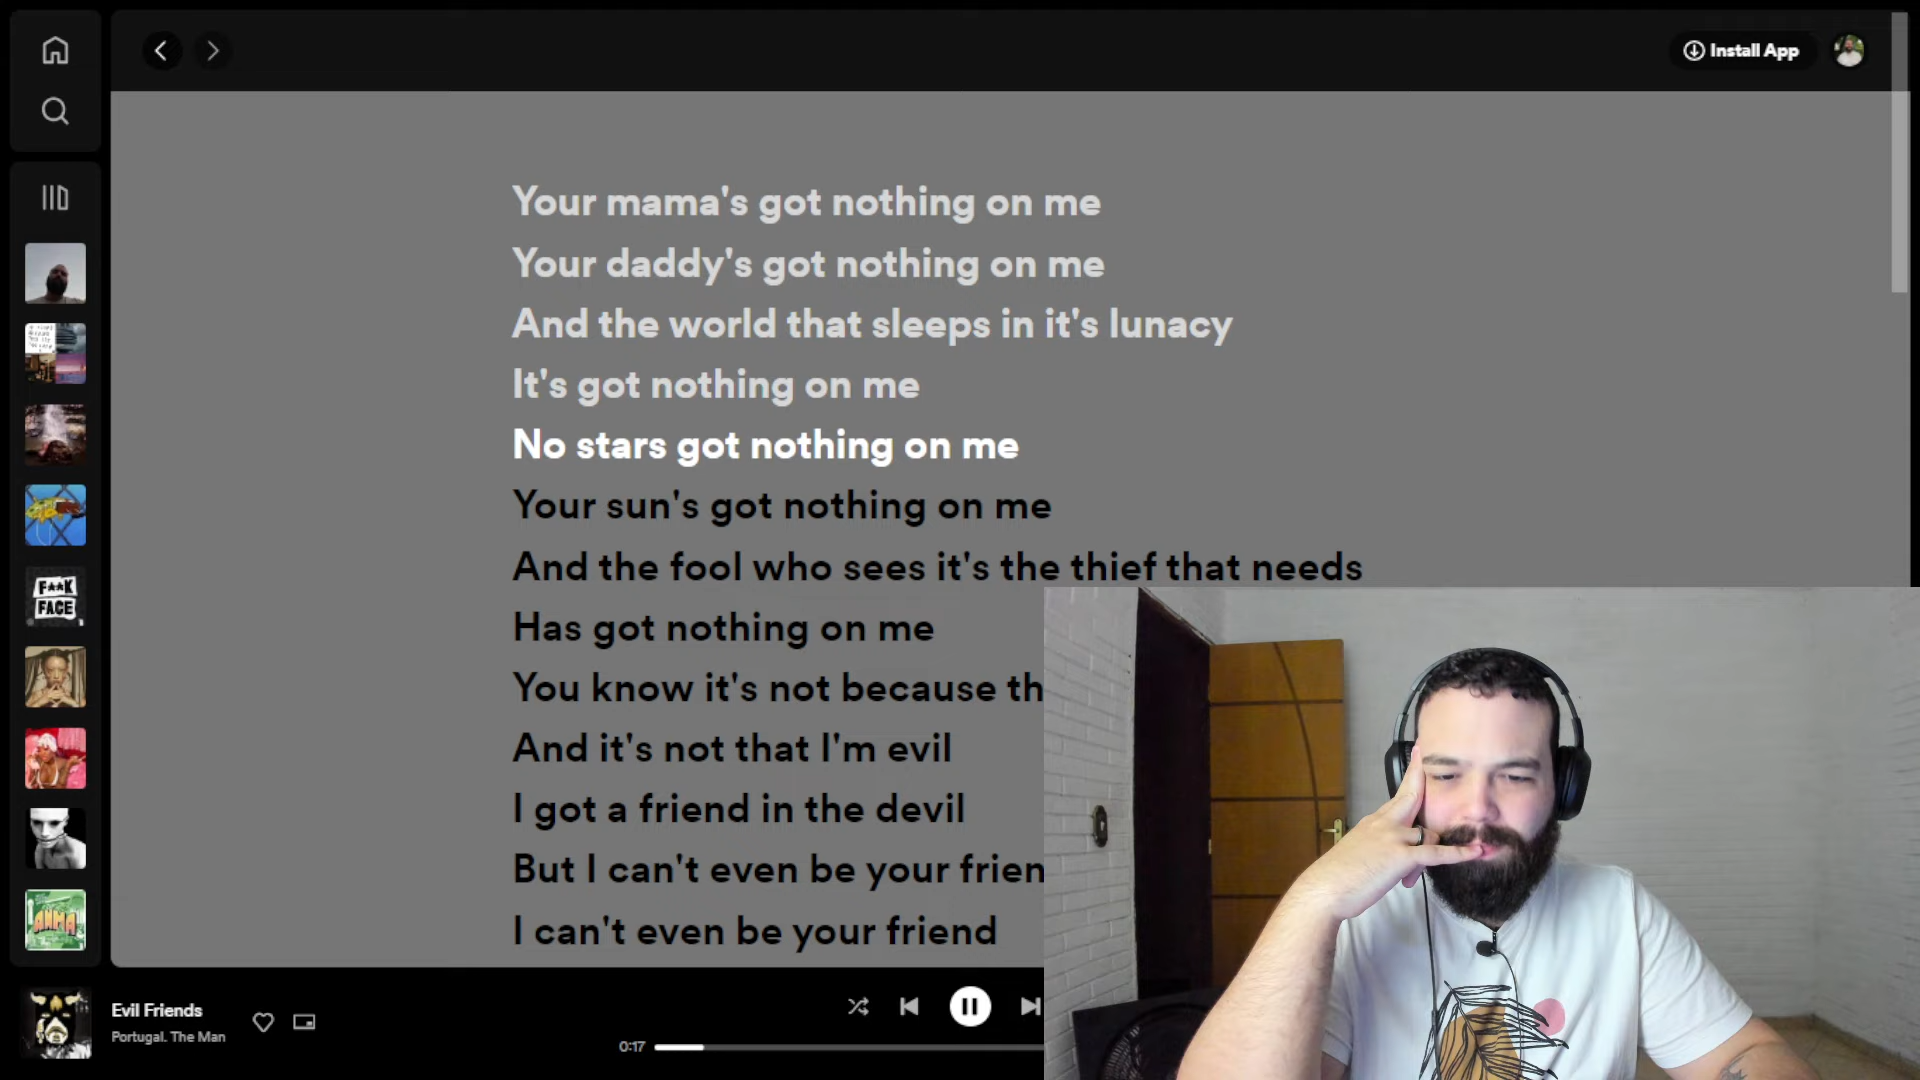 Install App
Your mama's got nothing on me
Your daddy's got nothing on me
And the world that sleeps in it's lunacy
It's got nothing on me
No stars got nothing on me
Your sun's got nothing on me
And the fool who sees it's the thief that needs
Has got nothing on me
You know it's not because th
And it's not that I'm evil
I got a friend in the devil
But I can't even be your frien
I can't even be your friend
F**K
FACE
ANMA
Evil Friends
Portugal. The Man
0:17